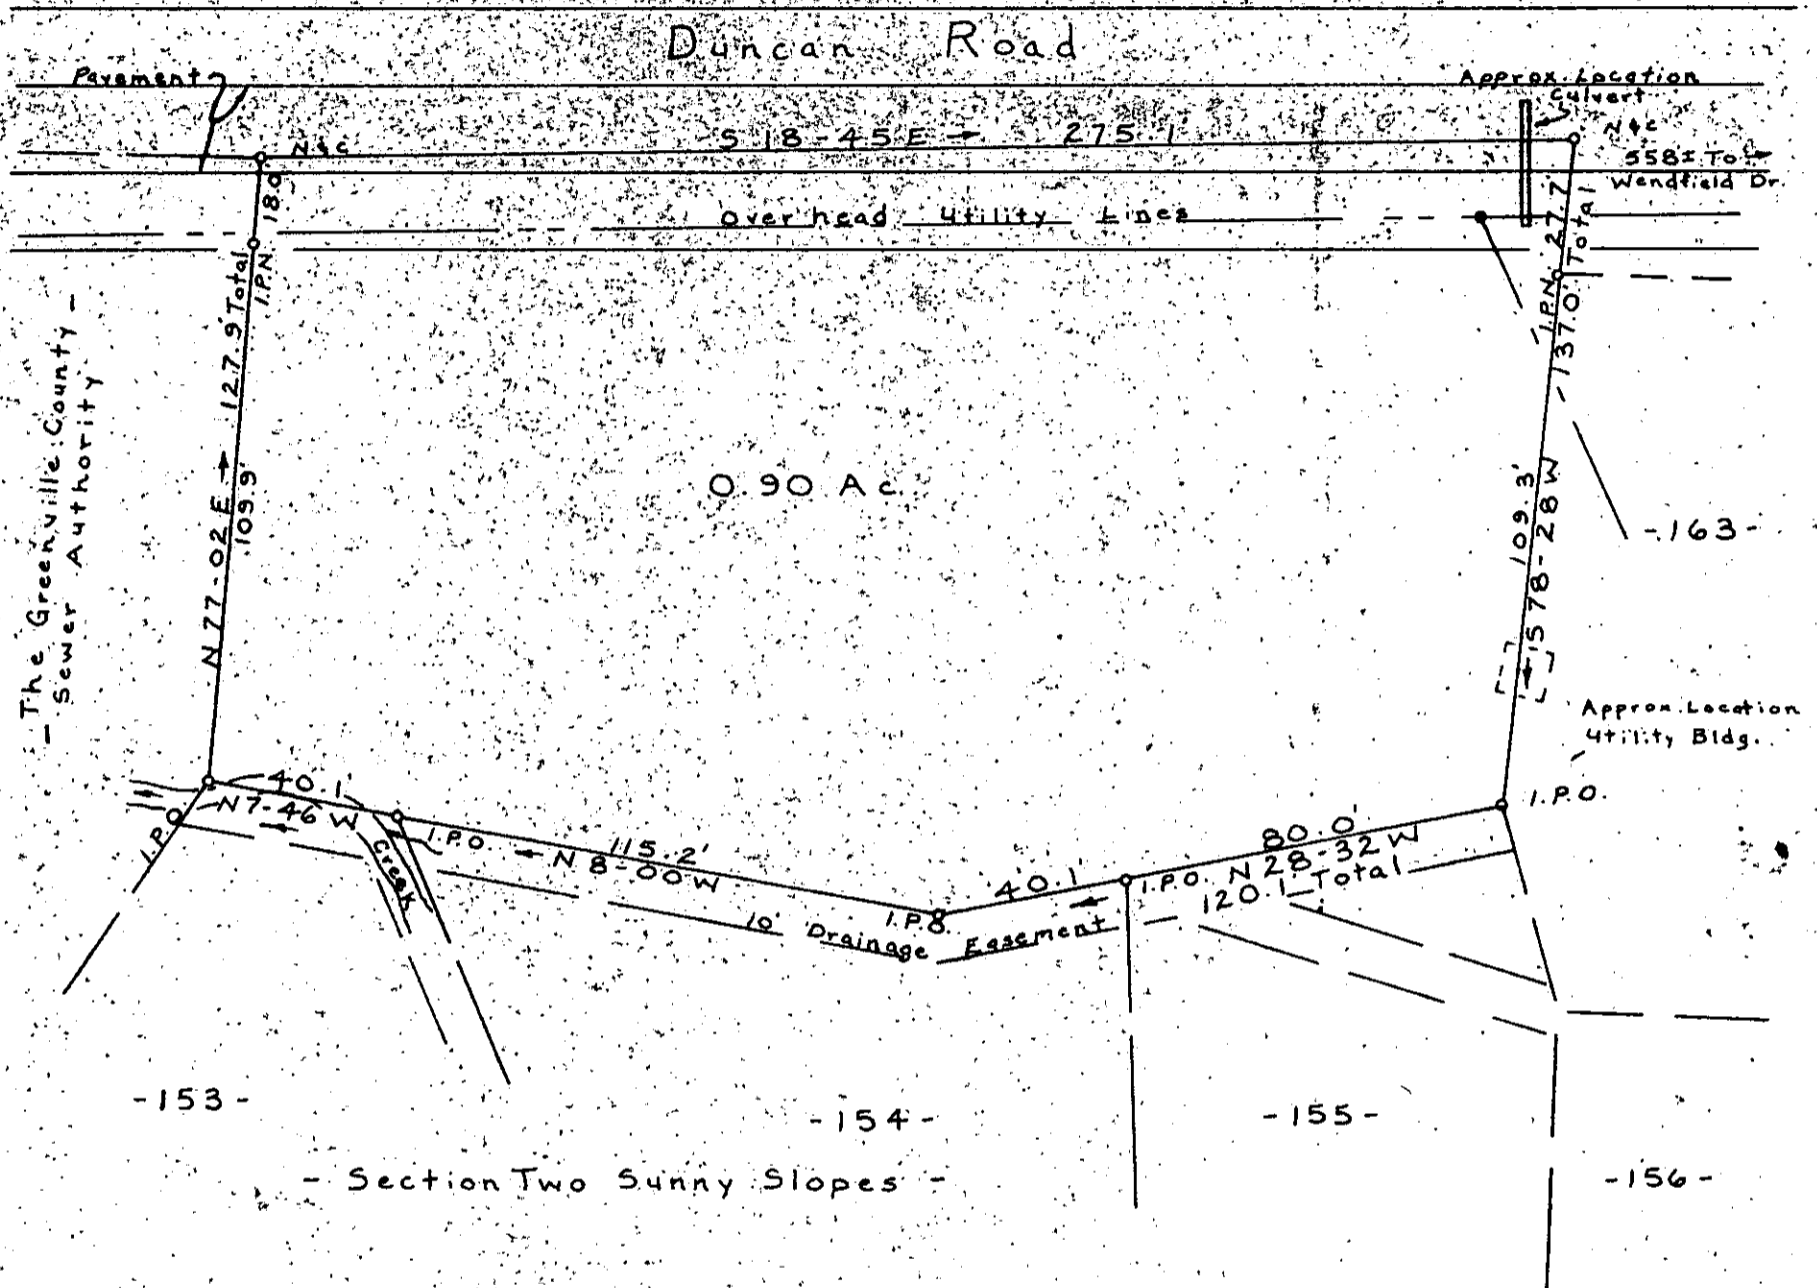 Duncan Road
Pavement
Approx. Location
Culvert
N&C
S 18-45 E 275.1
N&C
558± To
Wendfield Dr.
18.0
Over head Utility Lines
27.7'
Total
I.P.N.
I.P.N.
137.0
- The Greenville County -
- Sewer Authority
N 77-02 E 127.9' Total
109.9'
0.90 Ac.
109.3'
S 78-28 W
-163-
Approx. Location
Utility Bldg.
I.P.O.
40.1'
N 7-46 W
I.P.
Creek
I.P.O.
115.2'
N 8-00 W
I.P.O.
40.1'
I.P.O.
80.0'
N 28-32 W
120.1 Total
10' Drainage Easement
-153-
-154-
-155-
-156-
- Section Two Sunny Slopes -